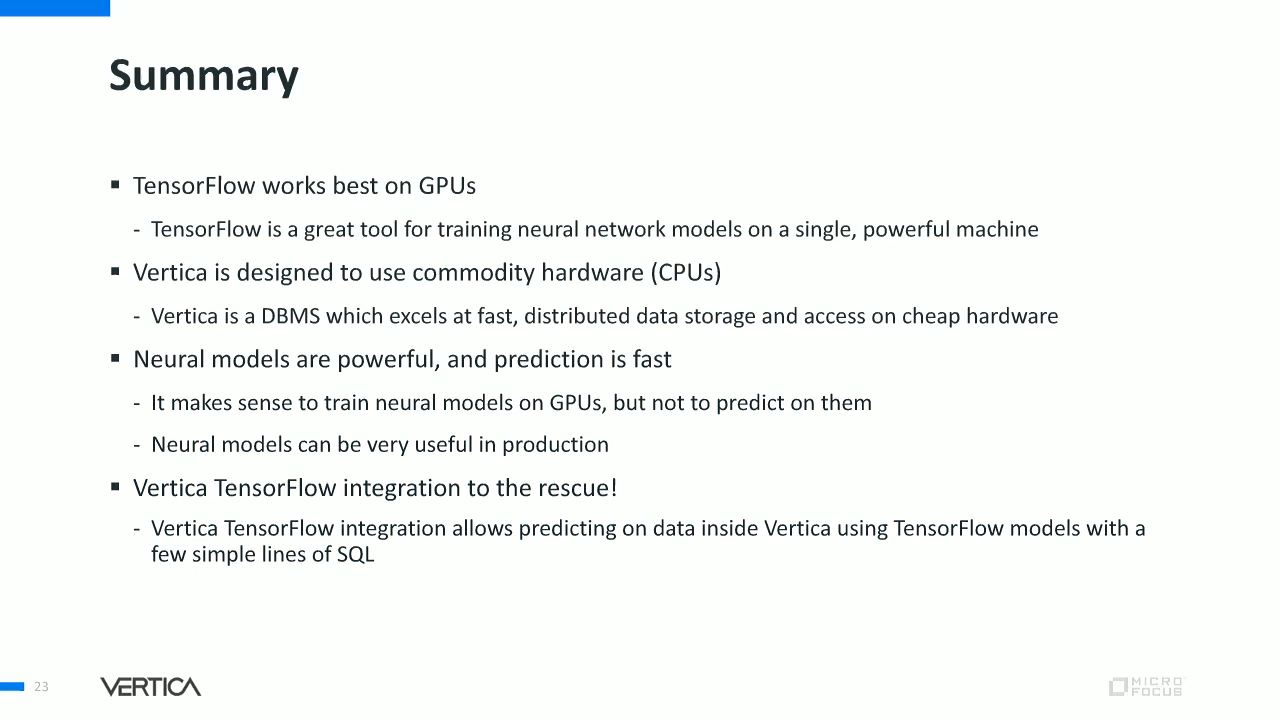 Summary
▪ TensorFlow works best on GPUs
- TensorFlow is a great tool for training neural network models on a single, powerful machine
▪ Vertica is designed to use commodity hardware (CPUs)
- Vertica is a DBMS which excels at fast, distributed data storage and access on cheap hardware
▪ Neural models are powerful, and prediction is fast
- It makes sense to train neural models on GPUs, but not to predict on them
- Neural models can be very useful in production
▪ Vertica TensorFlow integration to the rescue!
- Vertica TensorFlow integration allows predicting on data inside Vertica using TensorFlow models with a
few simple lines of SQL
23
VERTICA
MICRO
FOCUS